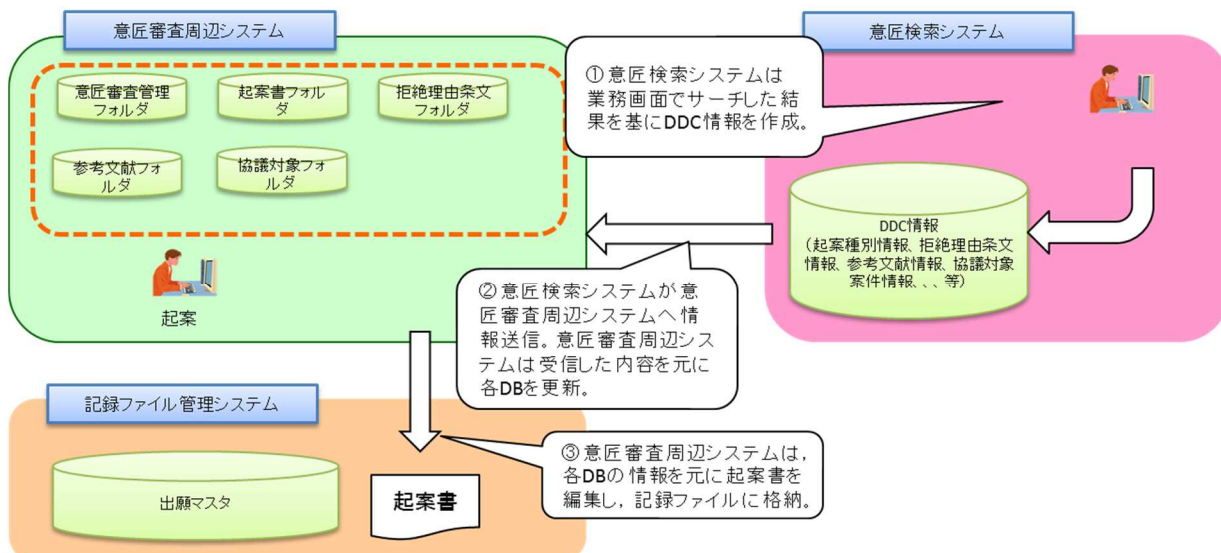 意匠審査周辺システム
意匠審査管理
フォルダ
起案書フォル
ダ
拒絶理由条文
フォルダ
参考文献フォ
ルダ
協議対象フォ
ルダ
起案
意匠検索システム
①意匠検索システムは
業務画面でサーチした結
果を基にDDC情報を作成。
DDC情報
（起案種別情報、拒絶理由条文
情報、参考文献情報、協議対象
案件情報、、、等）
②意匠検索システムが意
匠審査周辺システムへ情
報送信。意匠審査周辺シス
テムは受信した内容を元に
各DBを更新。
記録ファイル管理システム
出願マスタ
起案書
③意匠審査周辺システムは，
各DBの情報を元に起案書を
編集し，記録ファイルに格納。